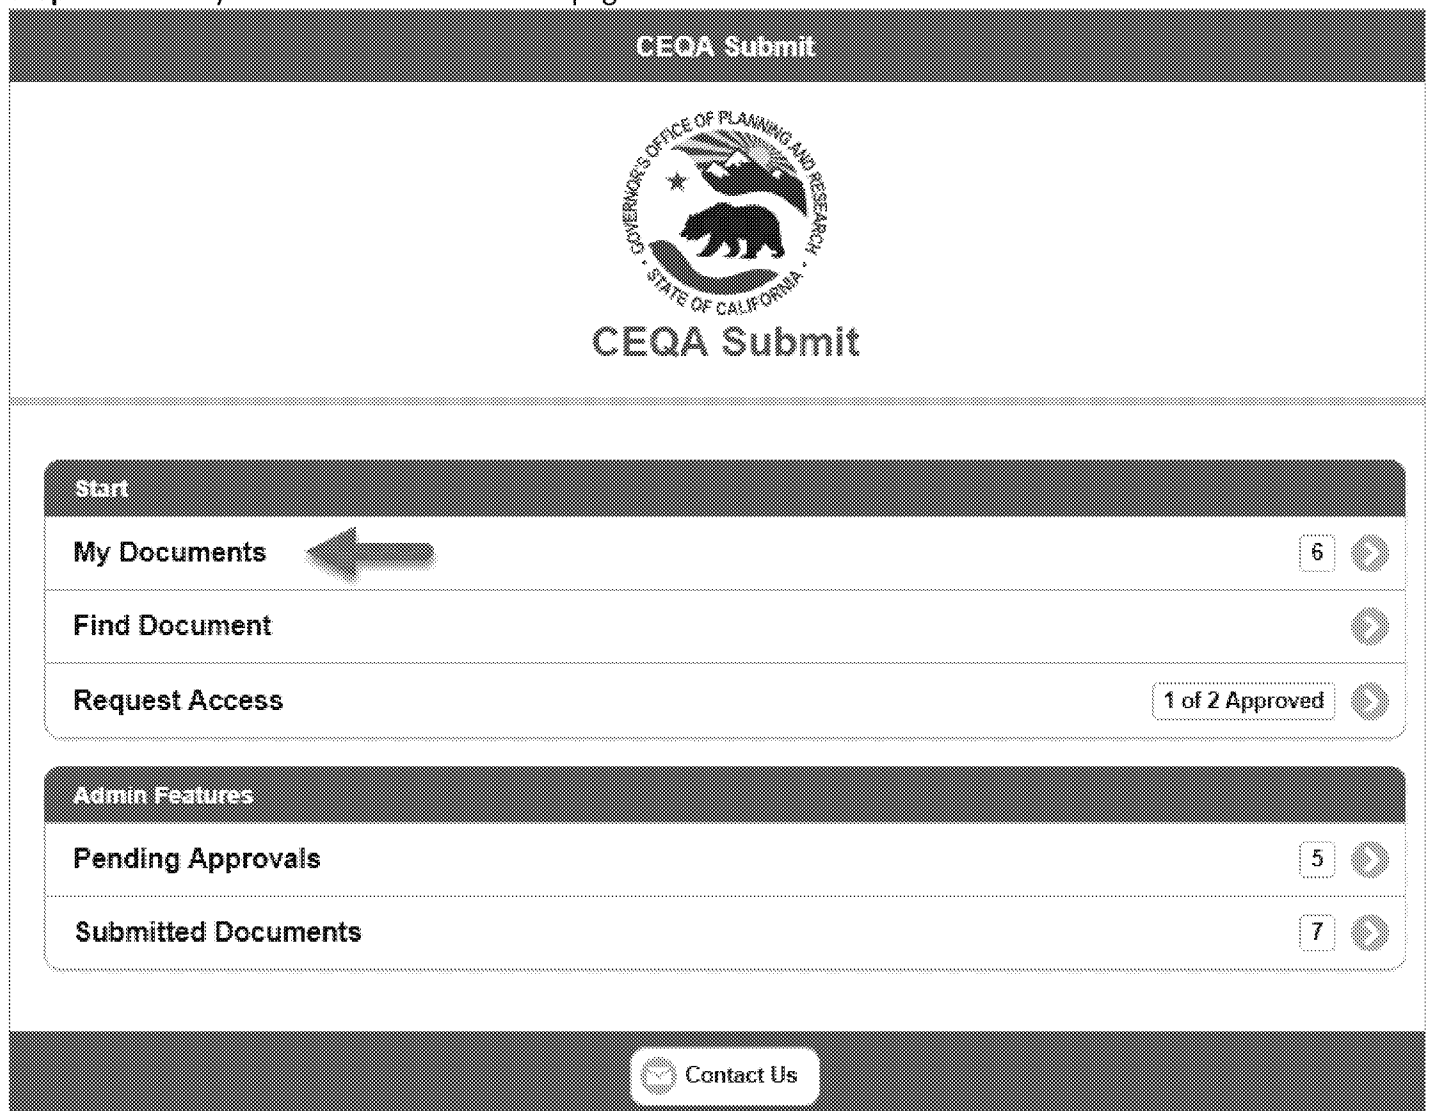 CEQA Submit
GOVERNOR'S OFFICE OF PLANNING AND RESEARCH
STATE OF CALIFORNIA
CEQA Submit
Start
My Documents 6
Find Document
Request Access 1 of 2 Approved
Admin Features
Pending Approvals 5
Submitted Documents 7
Contact Us